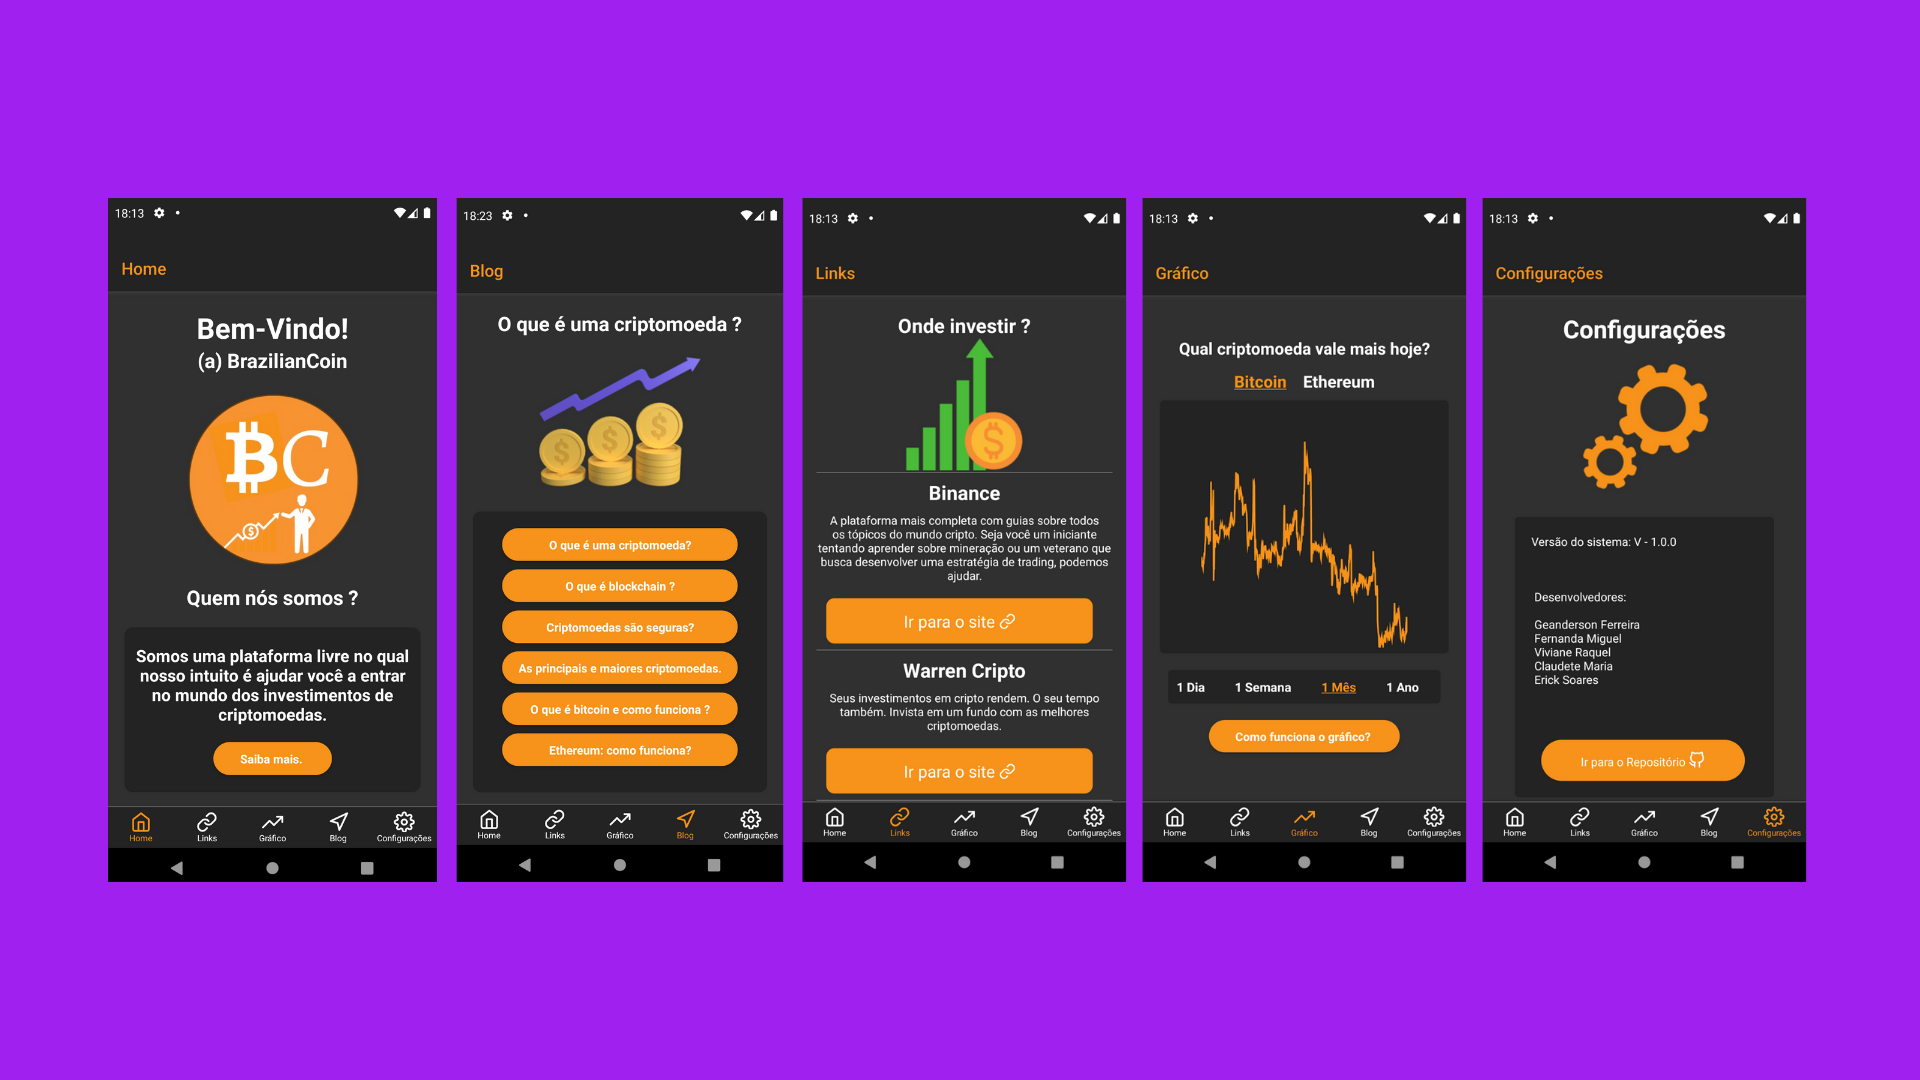 18:13
Home
Bem-Vindo!
(a) BrazilianCoin
BC
$
Quem nós somos ?
Somos uma plataforma livre no qual
nosso intuito é ajudar você a entrar
no mundo dos investimentos de
criptomoedas.
Saiba mais.
Home Links Gráfico Blog Configurações
18:23
Blog
O que é uma criptomoeda ?
$ $ $
O que é uma criptomoeda?
O que é blockchain ?
Criptomoedas são seguras?
As principais e maiores criptomoedas.
O que é bitcoin e como funciona ?
Ethereum: como funciona?
Home Links Gráfico Blog Configurações
18:13
Links
Onde investir ?
$
Binance
A plataforma mais completa com guias sobre todos
os tópicos do mundo cripto. Seja você um iniciante
tentando aprender sobre mineração ou um veterano que
busca desenvolver uma estratégia de trading, podemos
ajudar.
Ir para o site
Warren Cripto
Seus investimentos em cripto rendem. O seu tempo
também. Invista em um fundo com as melhores
criptomoedas.
Ir para o site
Home Links Gráfico Blog Configurações
18:13
Gráfico
Qual criptomoeda vale mais hoje?
Bitcoin Ethereum
1 Dia 1 Semana 1 Mês 1 Ano
Como funciona o gráfico?
Home Links Gráfico Blog Configurações
18:13
Configurações
Configurações
Versão do sistema: V - 1.0.0
Desenvolvedores:
Geanderson Ferreira
Fernanda Miguel
Viviane Raquel
Claudete Maria
Erick Soares
Ir para o Repositório
Home Links Gráfico Blog Configurações